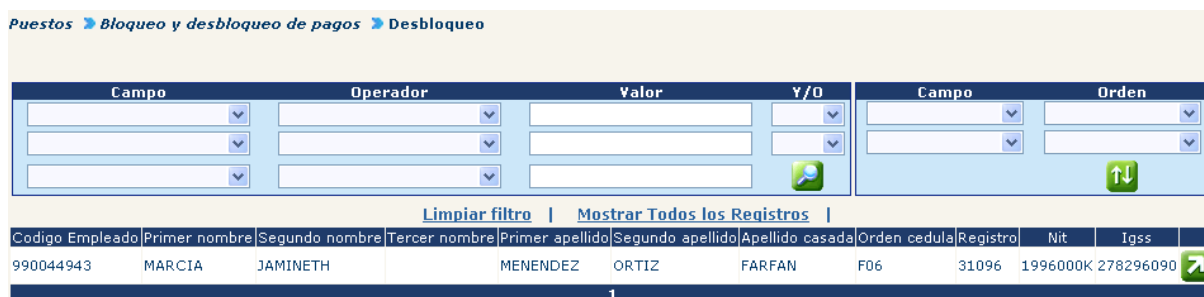 Puestos Bloqueo y desbloqueo de pagos Desbloqueo
Campo Operador Valor Y/O Campo Orden
Limpiar filtro | Mostrar Todos los Registros |
Codigo Empleado Primer nombre Segundo nombre Tercer nombre Primer apellido Segundo apellido Apellido casada Orden cedula Registro Nit Igss
990044943 MARCIA JAMINETH MENENDEZ ORTIZ FARFAN F06 31096 1996000K 278296090
1